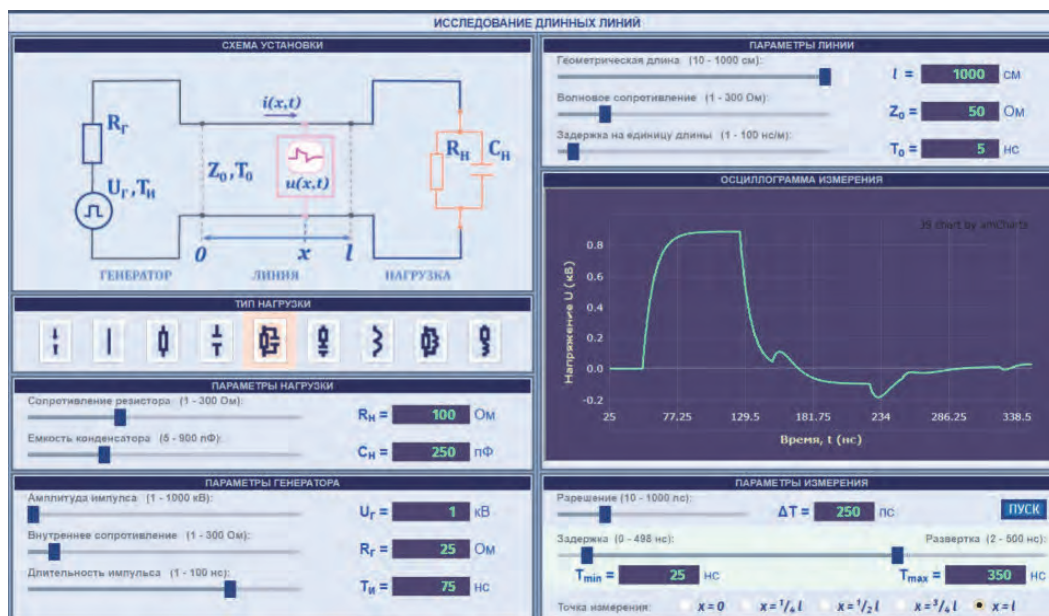 ИССЛЕДОВАНИЕ ДЛИННЫХ ЛИНИЙ
СХЕМА УСТАНОВКИ
i(x,t)
Rг
Uг, Tи
Z₀, T₀
u(x,t)
Rн
Cн
0
x
l
ГЕНЕРАТОР
ЛИНИЯ
НАГРУЗКА
ТИП НАГРУЗКИ
ПАРАМЕТРЫ НАГРУЗКИ
Сопротивление резистора (1 - 300 Ом):
Rн = 100 Ом
Емкость конденсатора (5 - 900 пФ):
Cн = 250 пФ
ПАРАМЕТРЫ ГЕНЕРАТОРА
Амплитуда импулса (1 - 1000 кВ):
Uг = 1 кВ
Внутреннее сопротивление (1 - 300 Ом):
Rг = 25 Ом
Длительность импульса (1 - 100 нс):
Tи = 75 нс
ПАРАМЕТРЫ ЛИНИИ
Геометрическая длина (10 - 1000 см):
l = 1000 см
Волновое сопротивление (1 - 300 Ом):
Z₀ = 50 Ом
Задержка на единицу длины (1 - 100 нс/м):
T₀ = 5 нс
ОСЦИЛЛОГРАММА ИЗМЕРЕНИЯ
JS chart by amCharts
Напряжение U (кВ)
0.8
0.6
0.4
0.2
0.0
-0.2
25 77.25 129.5 181.75 234 286.25 338.5
Время, t (нс)
ПАРАМЕТРЫ ИЗМЕРЕНИЯ
Разрешение (10 - 1000 пс):
ΔT = 250 пс
ПУСК
Задержка (0 - 498 нс): Развертка (2 - 500 нс):
Tmin = 25 нс Tmax = 350 нс
Точка измерения: x = 0 x = ¹/₄ l x = ¹/₂ l x = ³/₄ l x = l